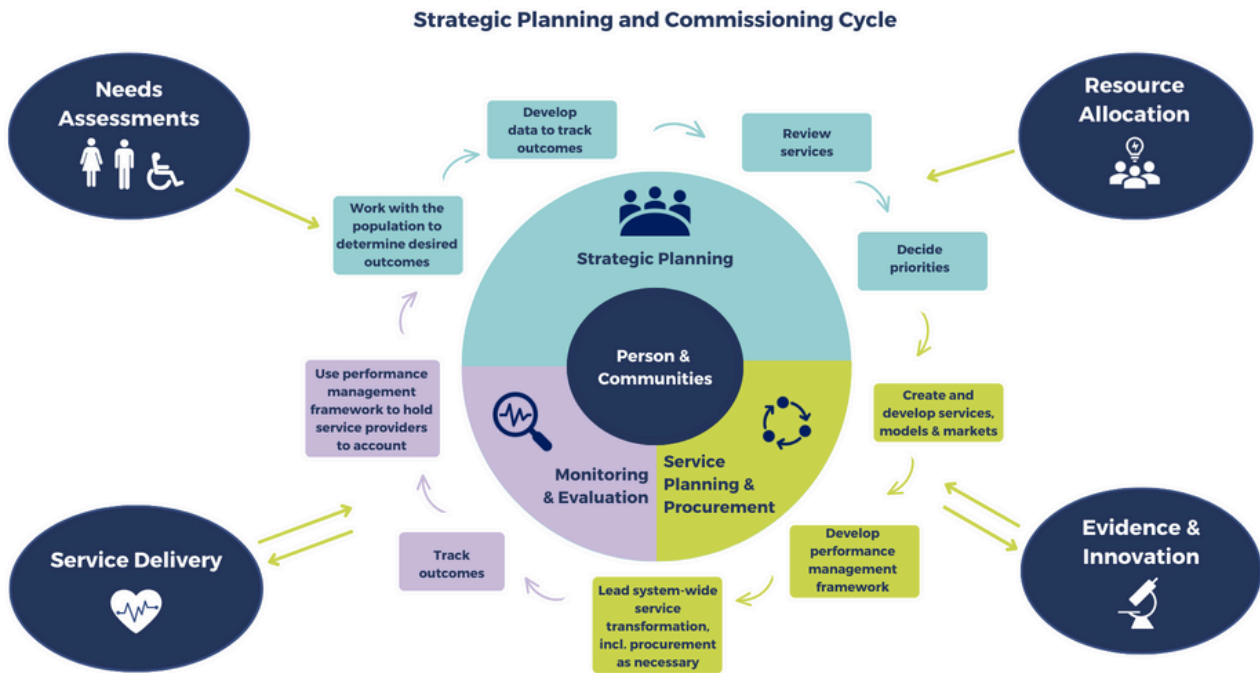 Strategic Planning and Commissioning Cycle
Needs
Assessments
Resource
Allocation
Develop
data to track
outcomes
Review
services
Work with the
population to
determine desired
outcomes
Decide
priorities
Strategic Planning
Person &
Communities
Use performance
management
framework to hold
service providers
to account
Create and
develop services,
models & markets
Monitoring
& Evaluation
Service
Planning &
Procurement
Develop
performance
management
framework
Track
outcomes
Lead system-wide
service
transformation,
incl. procurement
as necessary
Service Delivery
Evidence &
Innovation